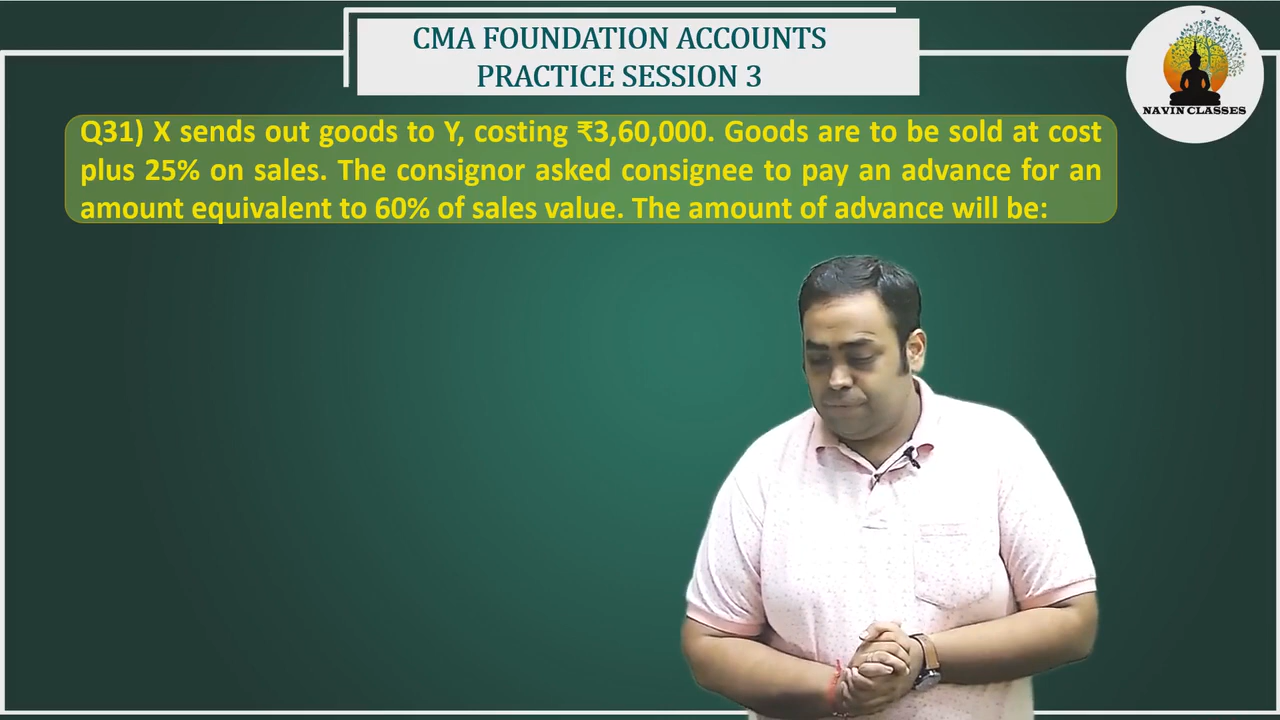 CMA FOUNDATION ACCOUNTS
PRACTICE SESSION 3
NAVIN CLASSES
Q31) X sends out goods to Y, costing ₹3,60,000. Goods are to be sold at cost
plus 25% on sales. The consignor asked consignee to pay an advance for an
amount equivalent to 60% of sales value. The amount of advance will be: